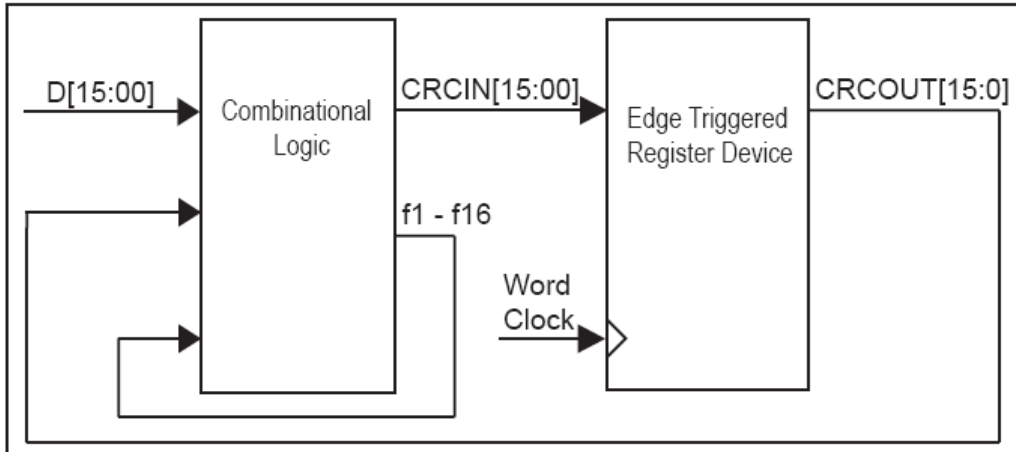 D[15:00]
Combinational
Logic
CRCIN[15:00]
f1 - f16
Edge Triggered
Register Device
Word
Clock
CRCOUT[15:0]